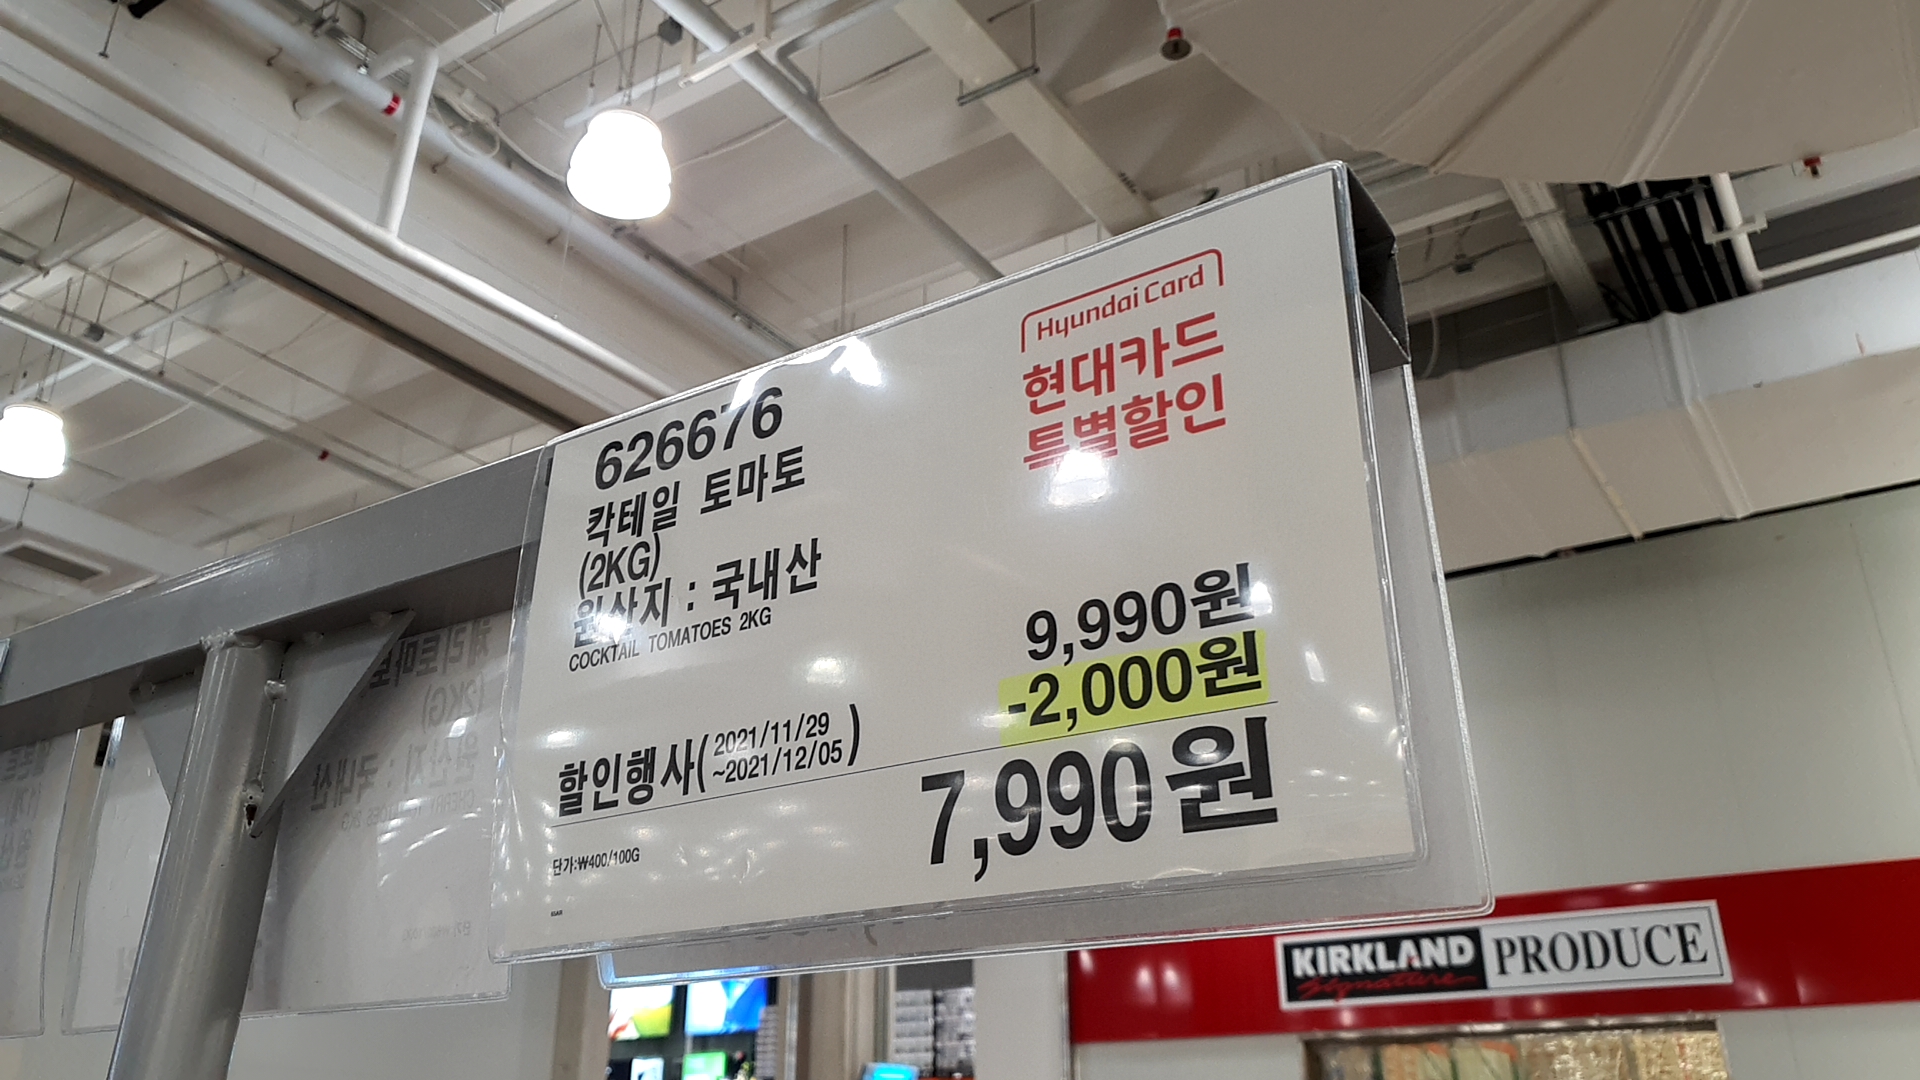 626676
칵테일 토마토
(2KG)
원산지 : 국내산
COCKTAIL TOMATOES 2KG
Hyundai Card
현대카드
특별할인
9,990원
-2,000원
할인행사(2021/11/29
~2021/12/05)
7,990원
단가:₩400/100G
KIRKLAND
Signature
PRODUCE